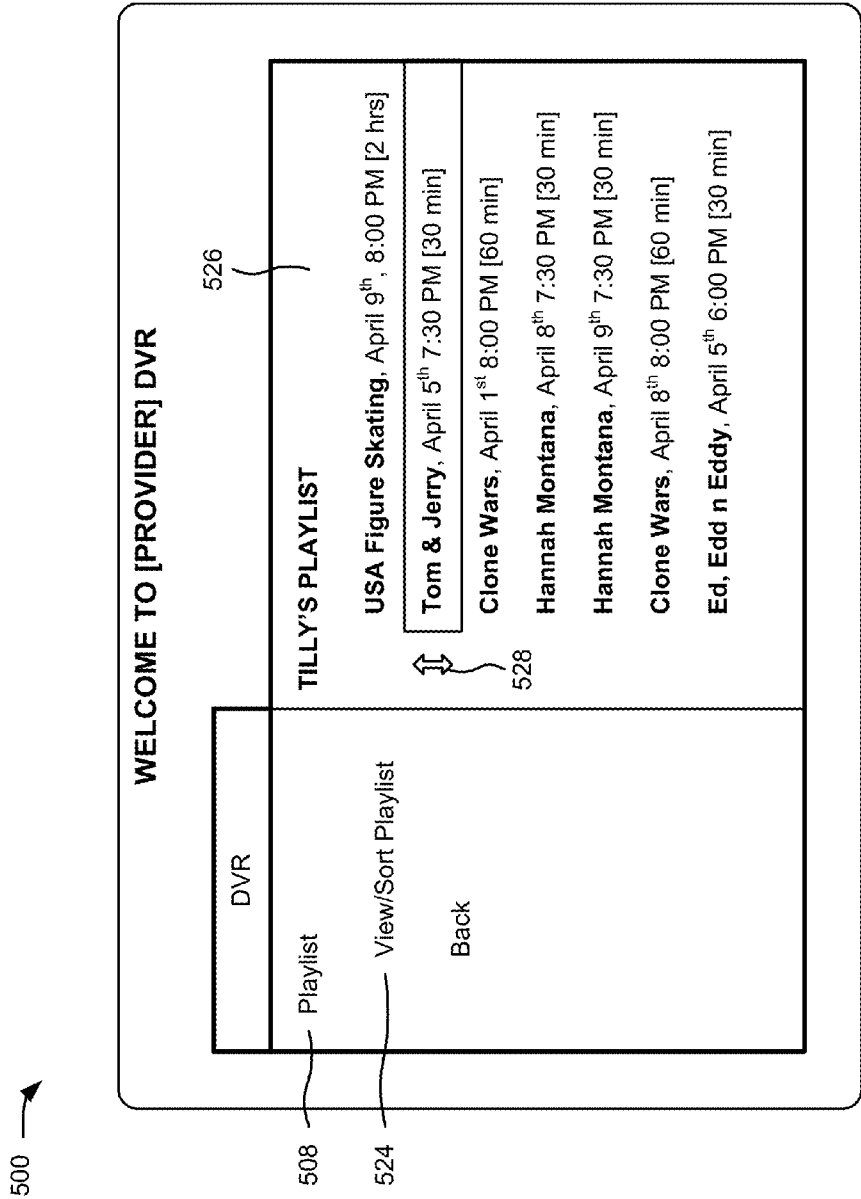 500
WELCOME TO [PROVIDER] DVR
DVR
526
508
Playlist
TILLY'S PLAYLIST
524
View/Sort Playlist
USA Figure Skating, April 9th, 8:00 PM [2 hrs]
Tom & Jerry, April 5th 7:30 PM [30 min]
Back
Clone Wars, April 1st 8:00 PM [60 min]
528
Hannah Montana, April 8th 7:30 PM [30 min]
Hannah Montana, April 9th 7:30 PM [30 min]
Clone Wars, April 8th 8:00 PM [60 min]
Ed, Edd n Eddy, April 5th 6:00 PM [30 min]